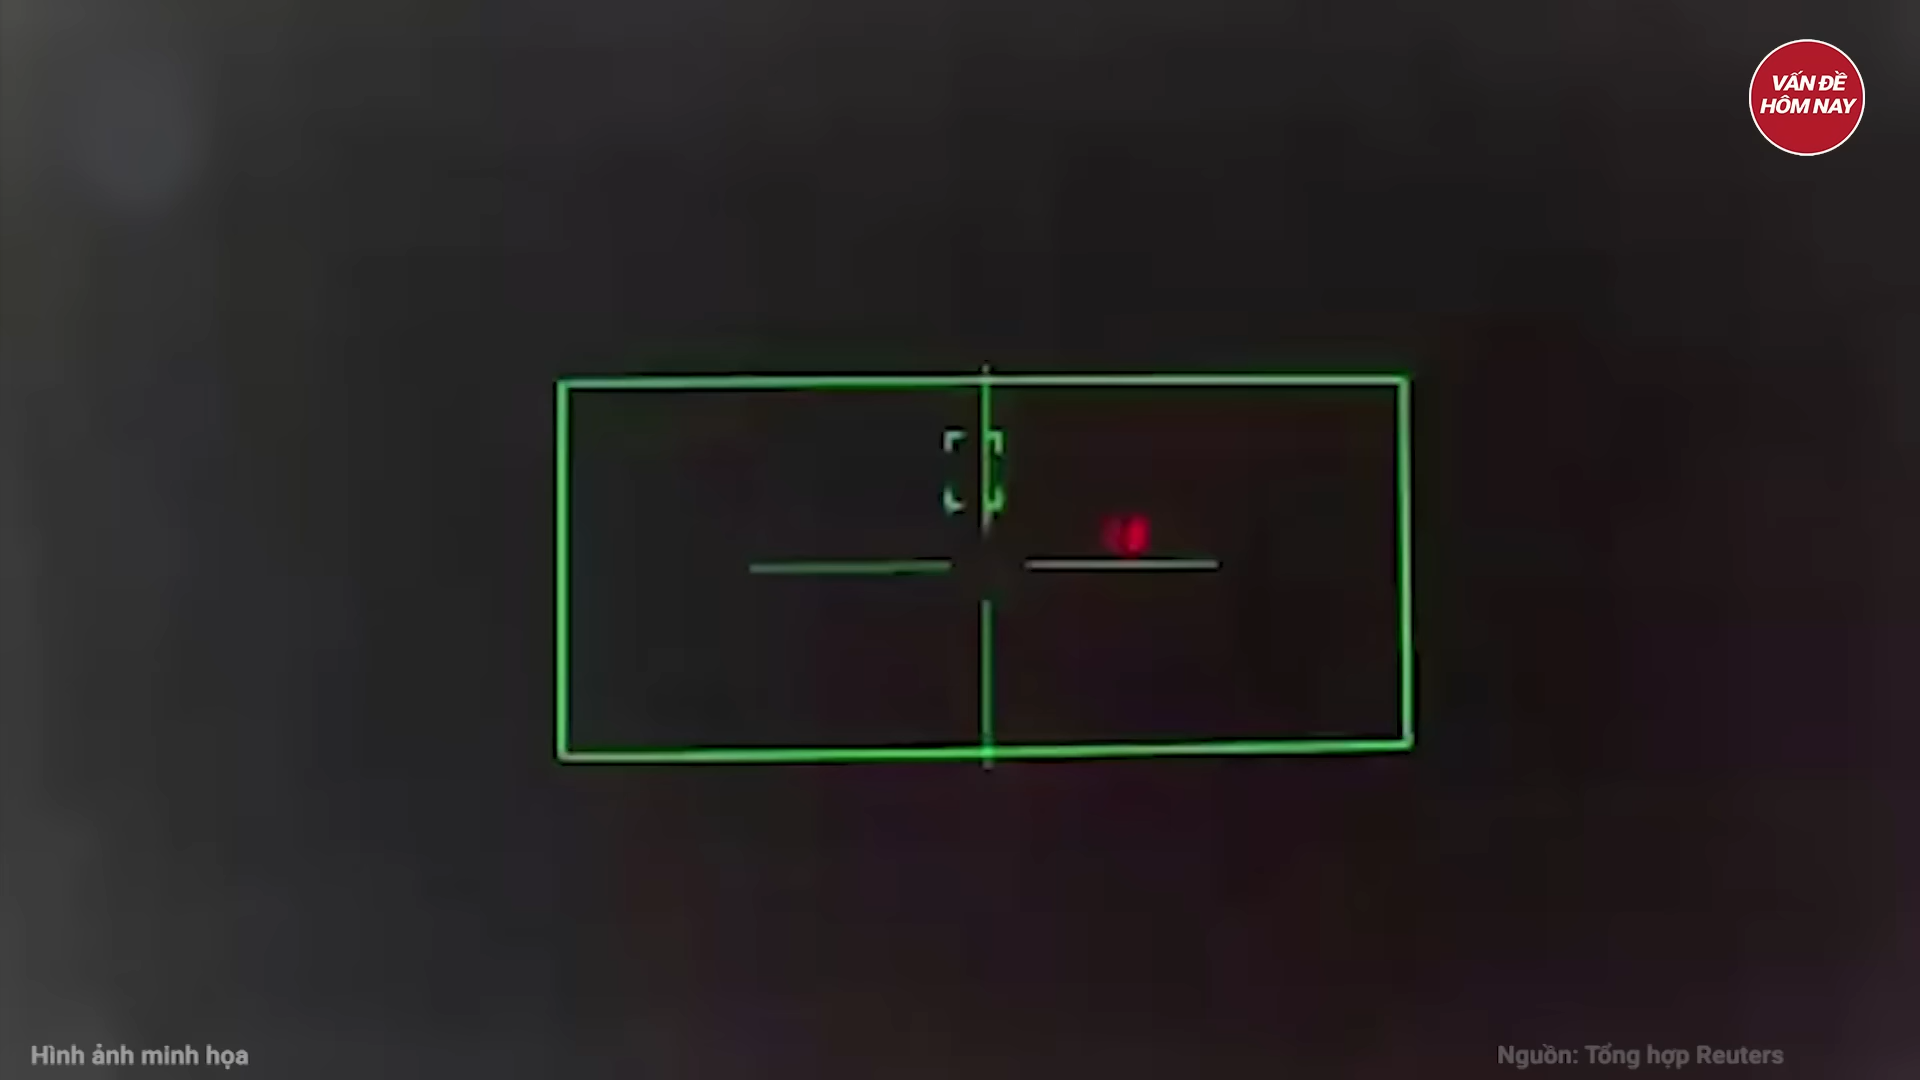 VẤN ĐỀ
HÔM NAY
Hình ảnh minh họa
Nguồn: Tổng hợp Reuters